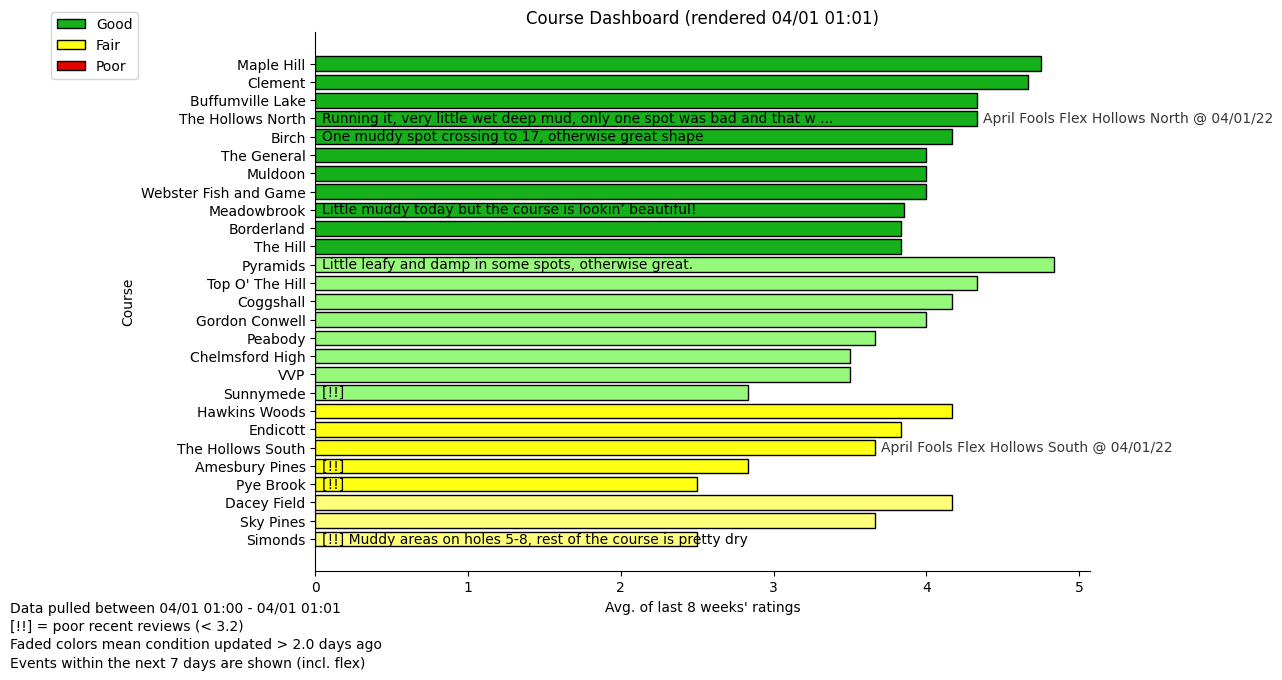 Course Dashboard (rendered 04/01 01:01)
Good
Fair
Poor
Course
Maple Hill
Clement
Buffumville Lake
The Hollows North Running it, very little wet deep mud, only one spot was bad and that w ... April Fools Flex Hollows North @ 04/01/22
Birch One muddy spot crossing to 17, otherwise great shape
The General
Muldoon
Webster Fish and Game
Meadowbrook Little muddy today but the course is lookin’ beautiful!
Borderland
The Hill
Pyramids Little leafy and damp in some spots, otherwise great.
Top O' The Hill
Coggshall
Gordon Conwell
Peabody
Chelmsford High
VVP
Sunnymede [!!]
Hawkins Woods
Endicott
The Hollows South April Fools Flex Hollows South @ 04/01/22
Amesbury Pines [!!]
Pye Brook [!!]
Dacey Field
Sky Pines
Simonds [!!] Muddy areas on holes 5-8, rest of the course is pretty dry
0 1 2 3 4 5
Avg. of last 8 weeks' ratings
Data pulled between 04/01 01:00 - 04/01 01:01
[!!] = poor recent reviews (< 3.2)
Faded colors mean condition updated > 2.0 days ago
Events within the next 7 days are shown (incl. flex)